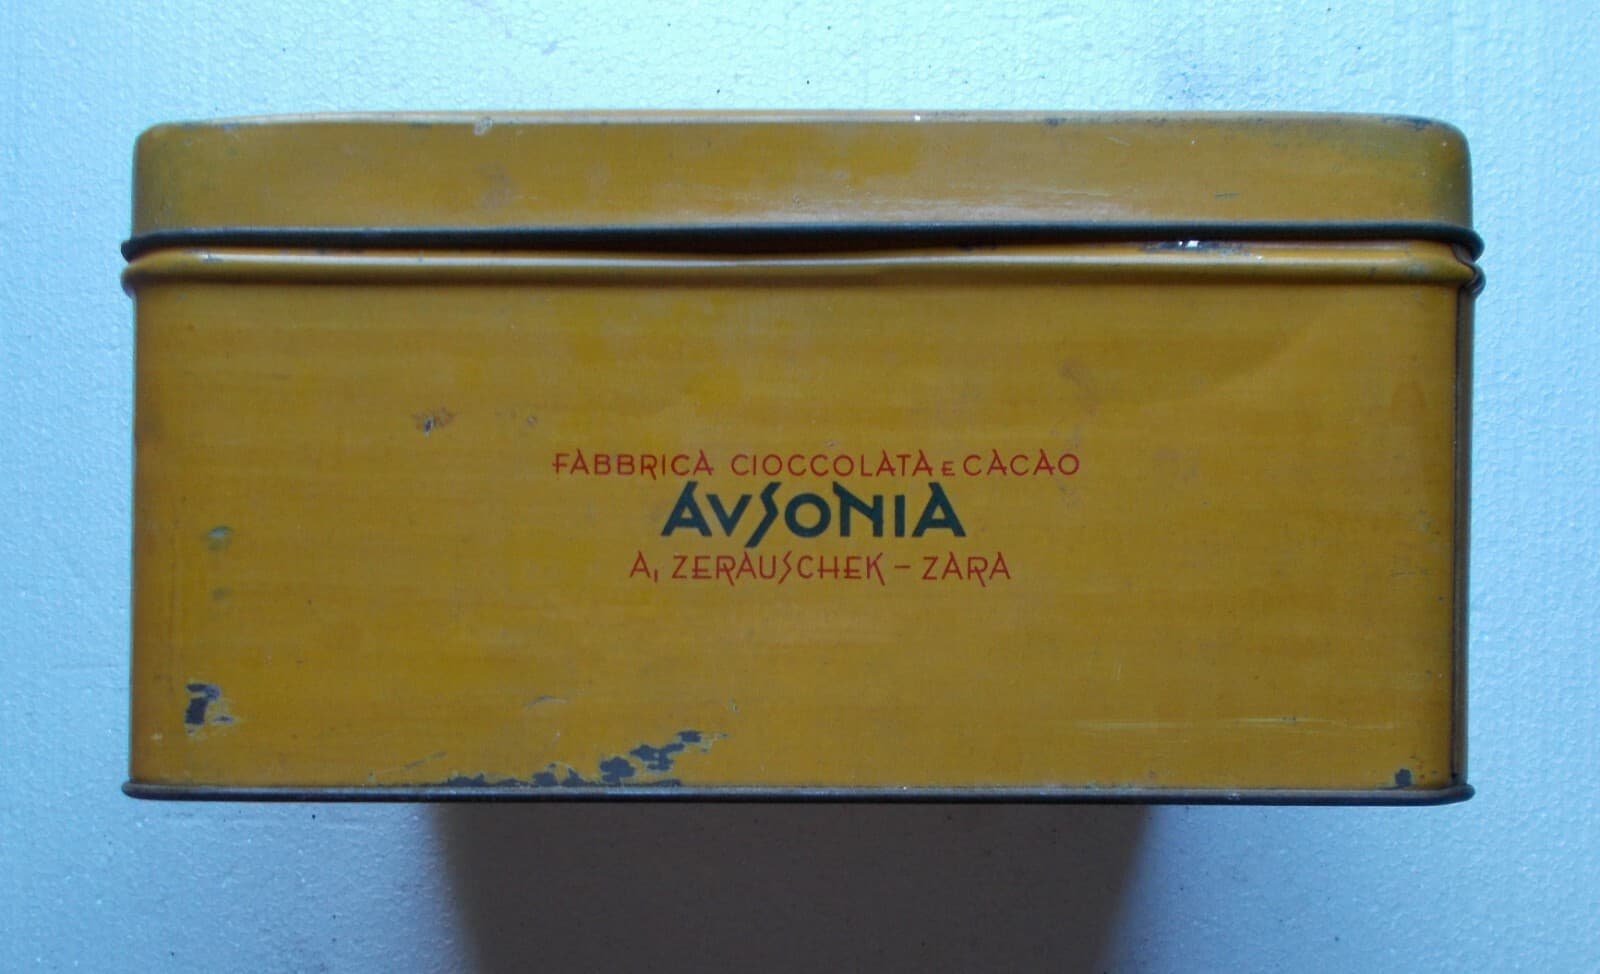 FABBRICA CIOCCOLATA E CACAO
AVSONIA
A, ZERAUSCHEK - ZARA